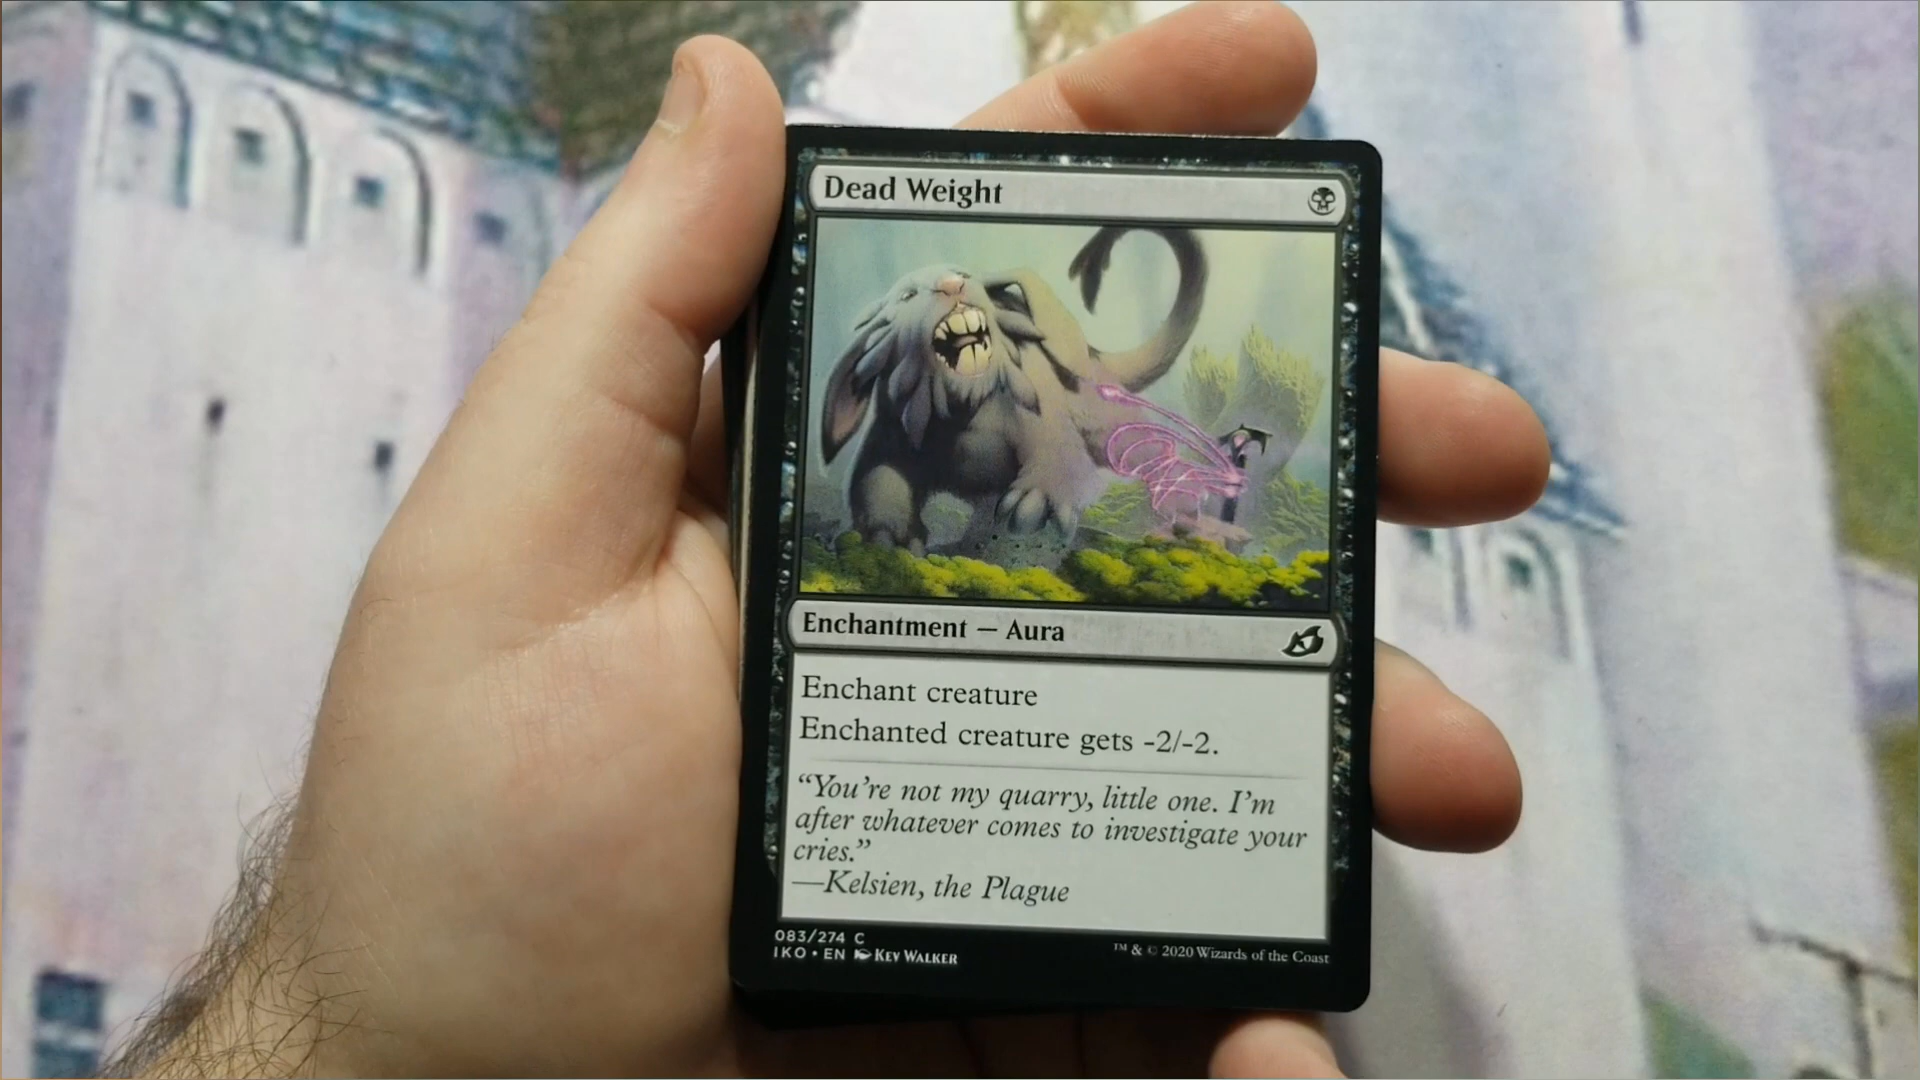 Dead Weight
Enchantment — Aura
Enchant creature
Enchanted creature gets -2/-2.
“You’re not my quarry, little one. I’m
after whatever comes to investigate your
cries.”
—Kelsien, the Plague
083/274 C
IKO • EN Kev Walker
™ & © 2020 Wizards of the Coast